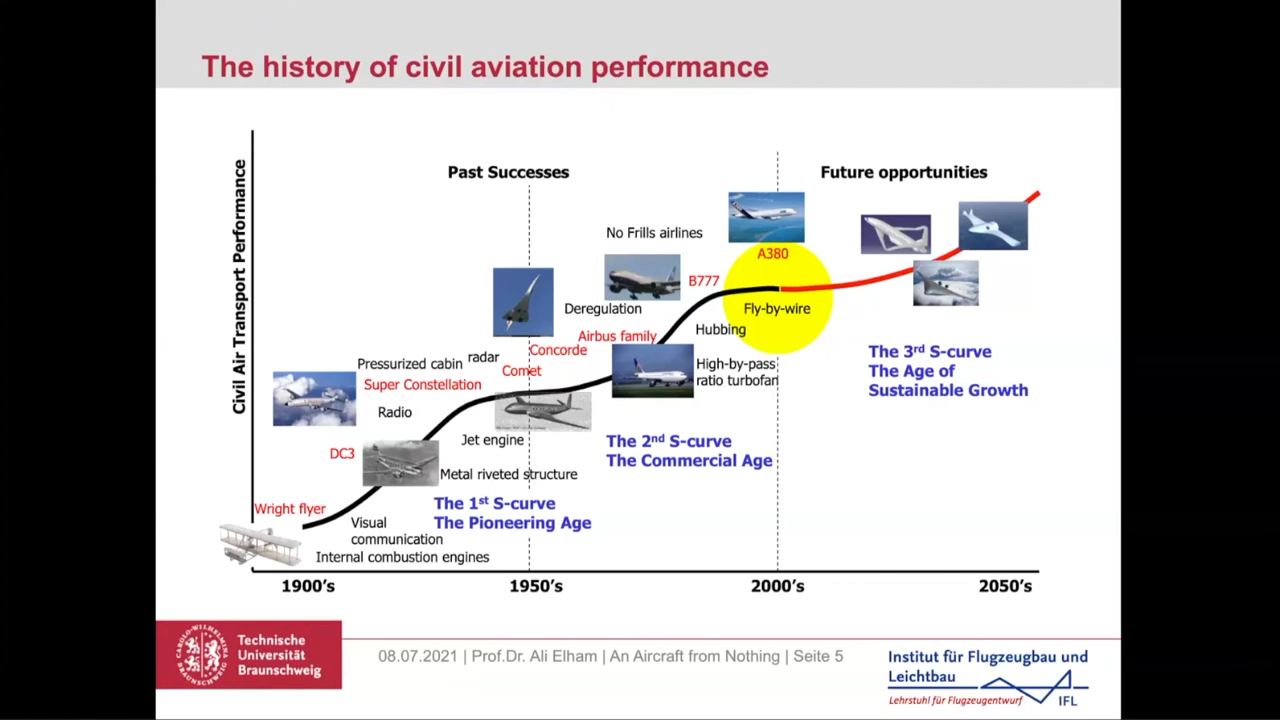 The history of civil aviation performance
Civil Air Transport Performance
Past Successes
Future opportunities
No Frills airlines
A380
B777
Deregulation
Fly-by-wire
Hubbing
Airbus family
Concorde
radar
Pressurized cabin
Comet
High-by-pass
ratio turbofan
Super Constellation
Radio
The 3rd S-curve
The Age of
Sustainable Growth
Jet engine
The 2nd S-curve
The Commercial Age
DC3
Metal riveted structure
The 1st S-curve
The Pioneering Age
Wright flyer
Visual
communication
Internal combustion engines
1900's
1950's
2000's
2050's
Technische
Universität
Braunschweig
08.07.2021 | Prof.Dr. Ali Elham | An Aircraft from Nothing | Seite 5
Institut für Flugzeugbau und
Leichtbau
Lehrstuhl für Flugzeugentwurf
IFL